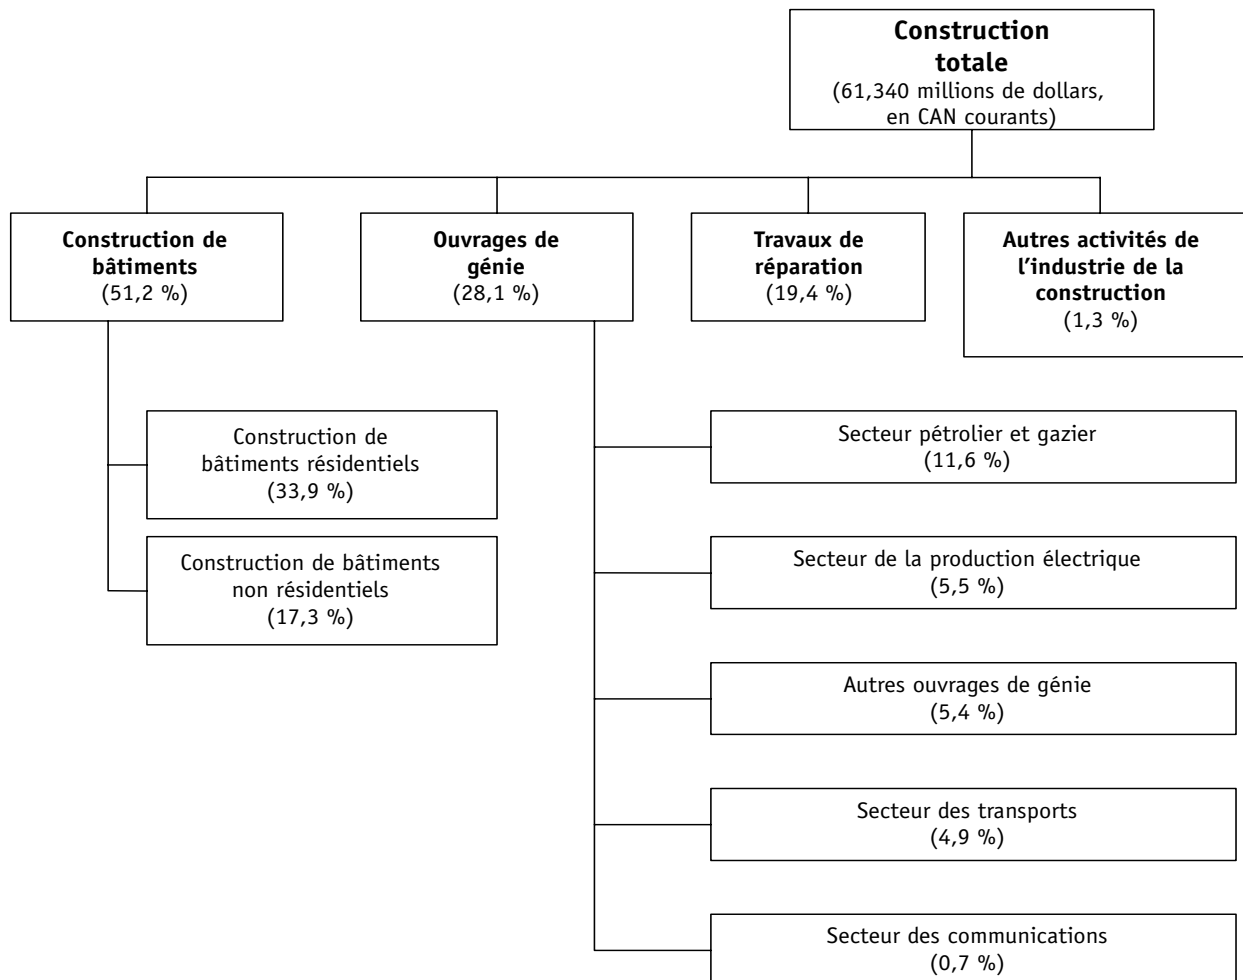 Construction
totale
(61,340 millions de dollars,
en CAN courants)
Construction de
bâtiments
(51,2 %)
Ouvrages de
génie
(28,1 %)
Travaux de
réparation
(19,4 %)
Autres activités de
l'industrie de la
construction
(1,3 %)
Construction de
bâtiments résidentiels
(33,9 %)
Construction de bâtiments
non résidentiels
(17,3 %)
Secteur pétrolier et gazier
(11,6 %)
Secteur de la production électrique
(5,5 %)
Autres ouvrages de génie
(5,4 %)
Secteur des transports
(4,9 %)
Secteur des communications
(0,7 %)